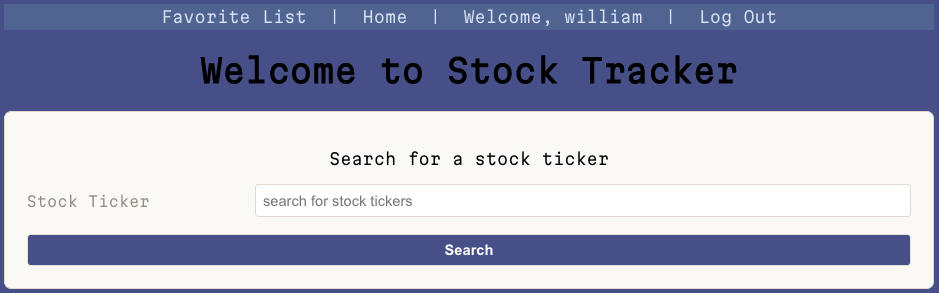 Favorite List | Home | Welcome, william | Log Out
Welcome to Stock Tracker
Search for a stock ticker
Stock Ticker search for stock tickers
Search